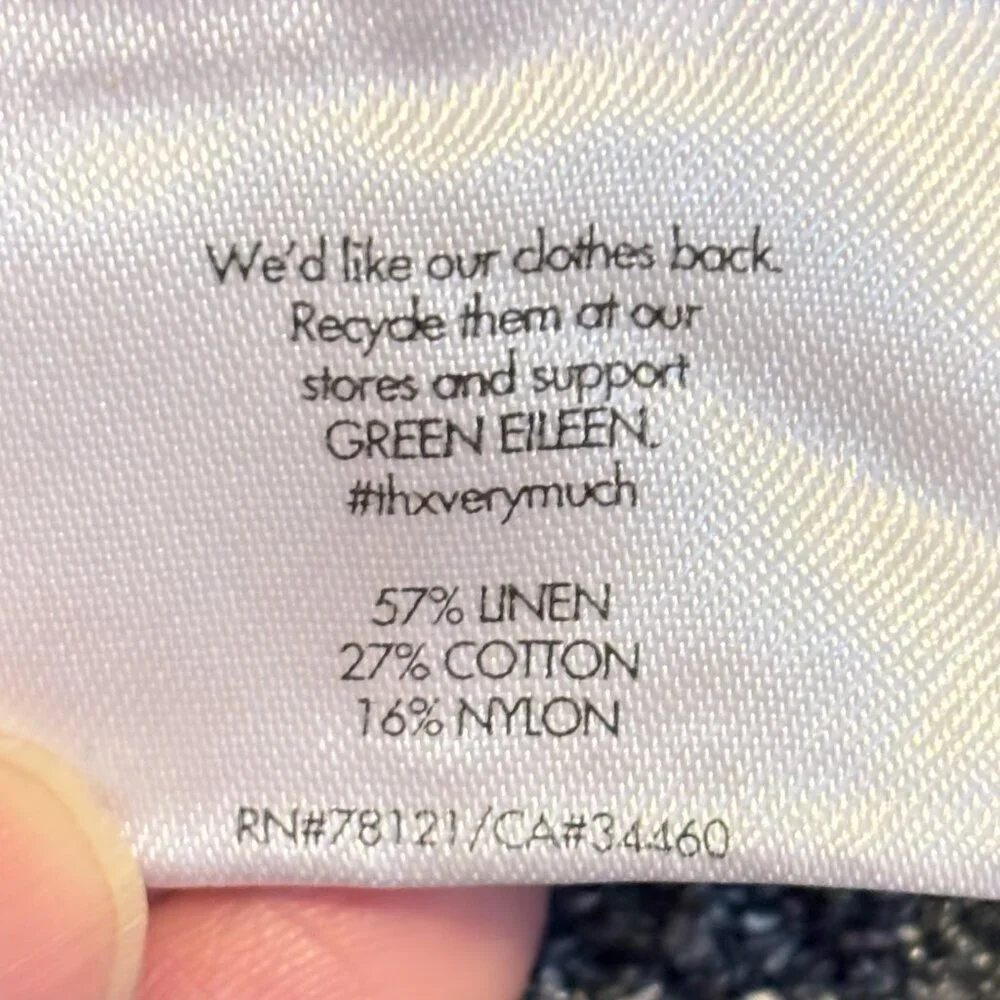 We'd like our clothes back.
Recycle them at our
stores and support
GREEN EILEEN.
#thxverymuch
57% LINEN
27% COTTON
16% NYLON
RN#78121/CA#34460